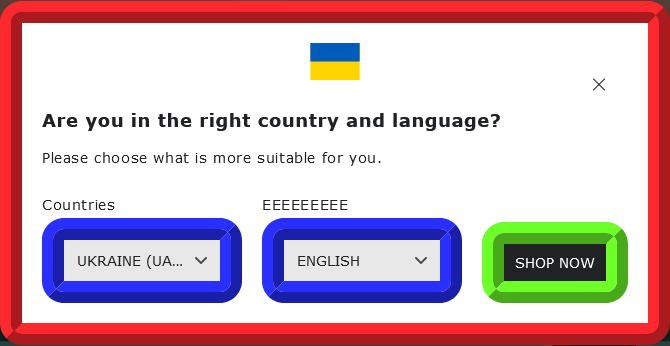 Are you in the right country and language?
Please choose what is more suitable for you.
Countries EEEEEEEEE
UKRAINE (UA... ENGLISH SHOP NOW